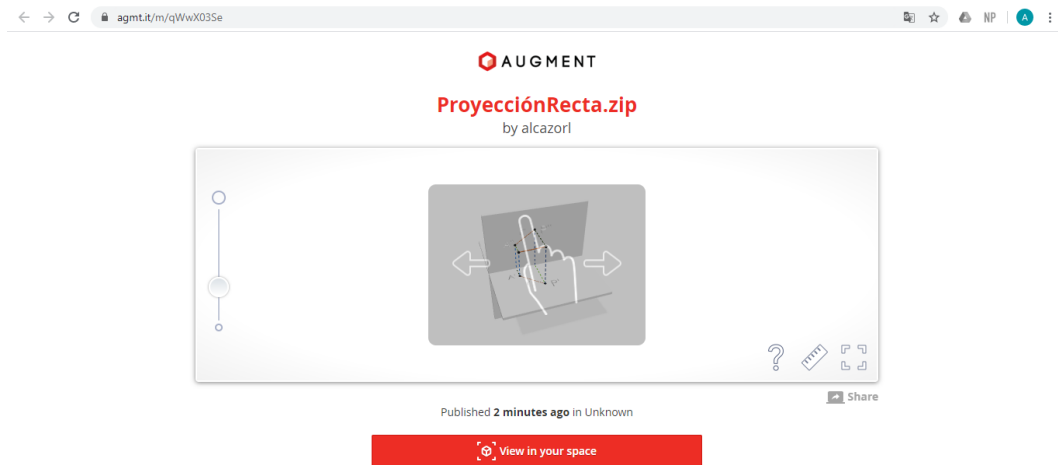 agmt.it/m/qWwX03Se
NP
A
AUGMENT
ProyecciónRecta.zip
by alcazorl
?
Share
Published 2 minutes ago in Unknown
View in your space